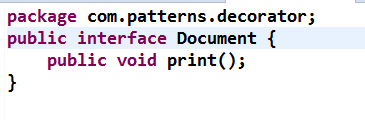 package com.patterns.decorator;
public interface Document {
    public void print();
}